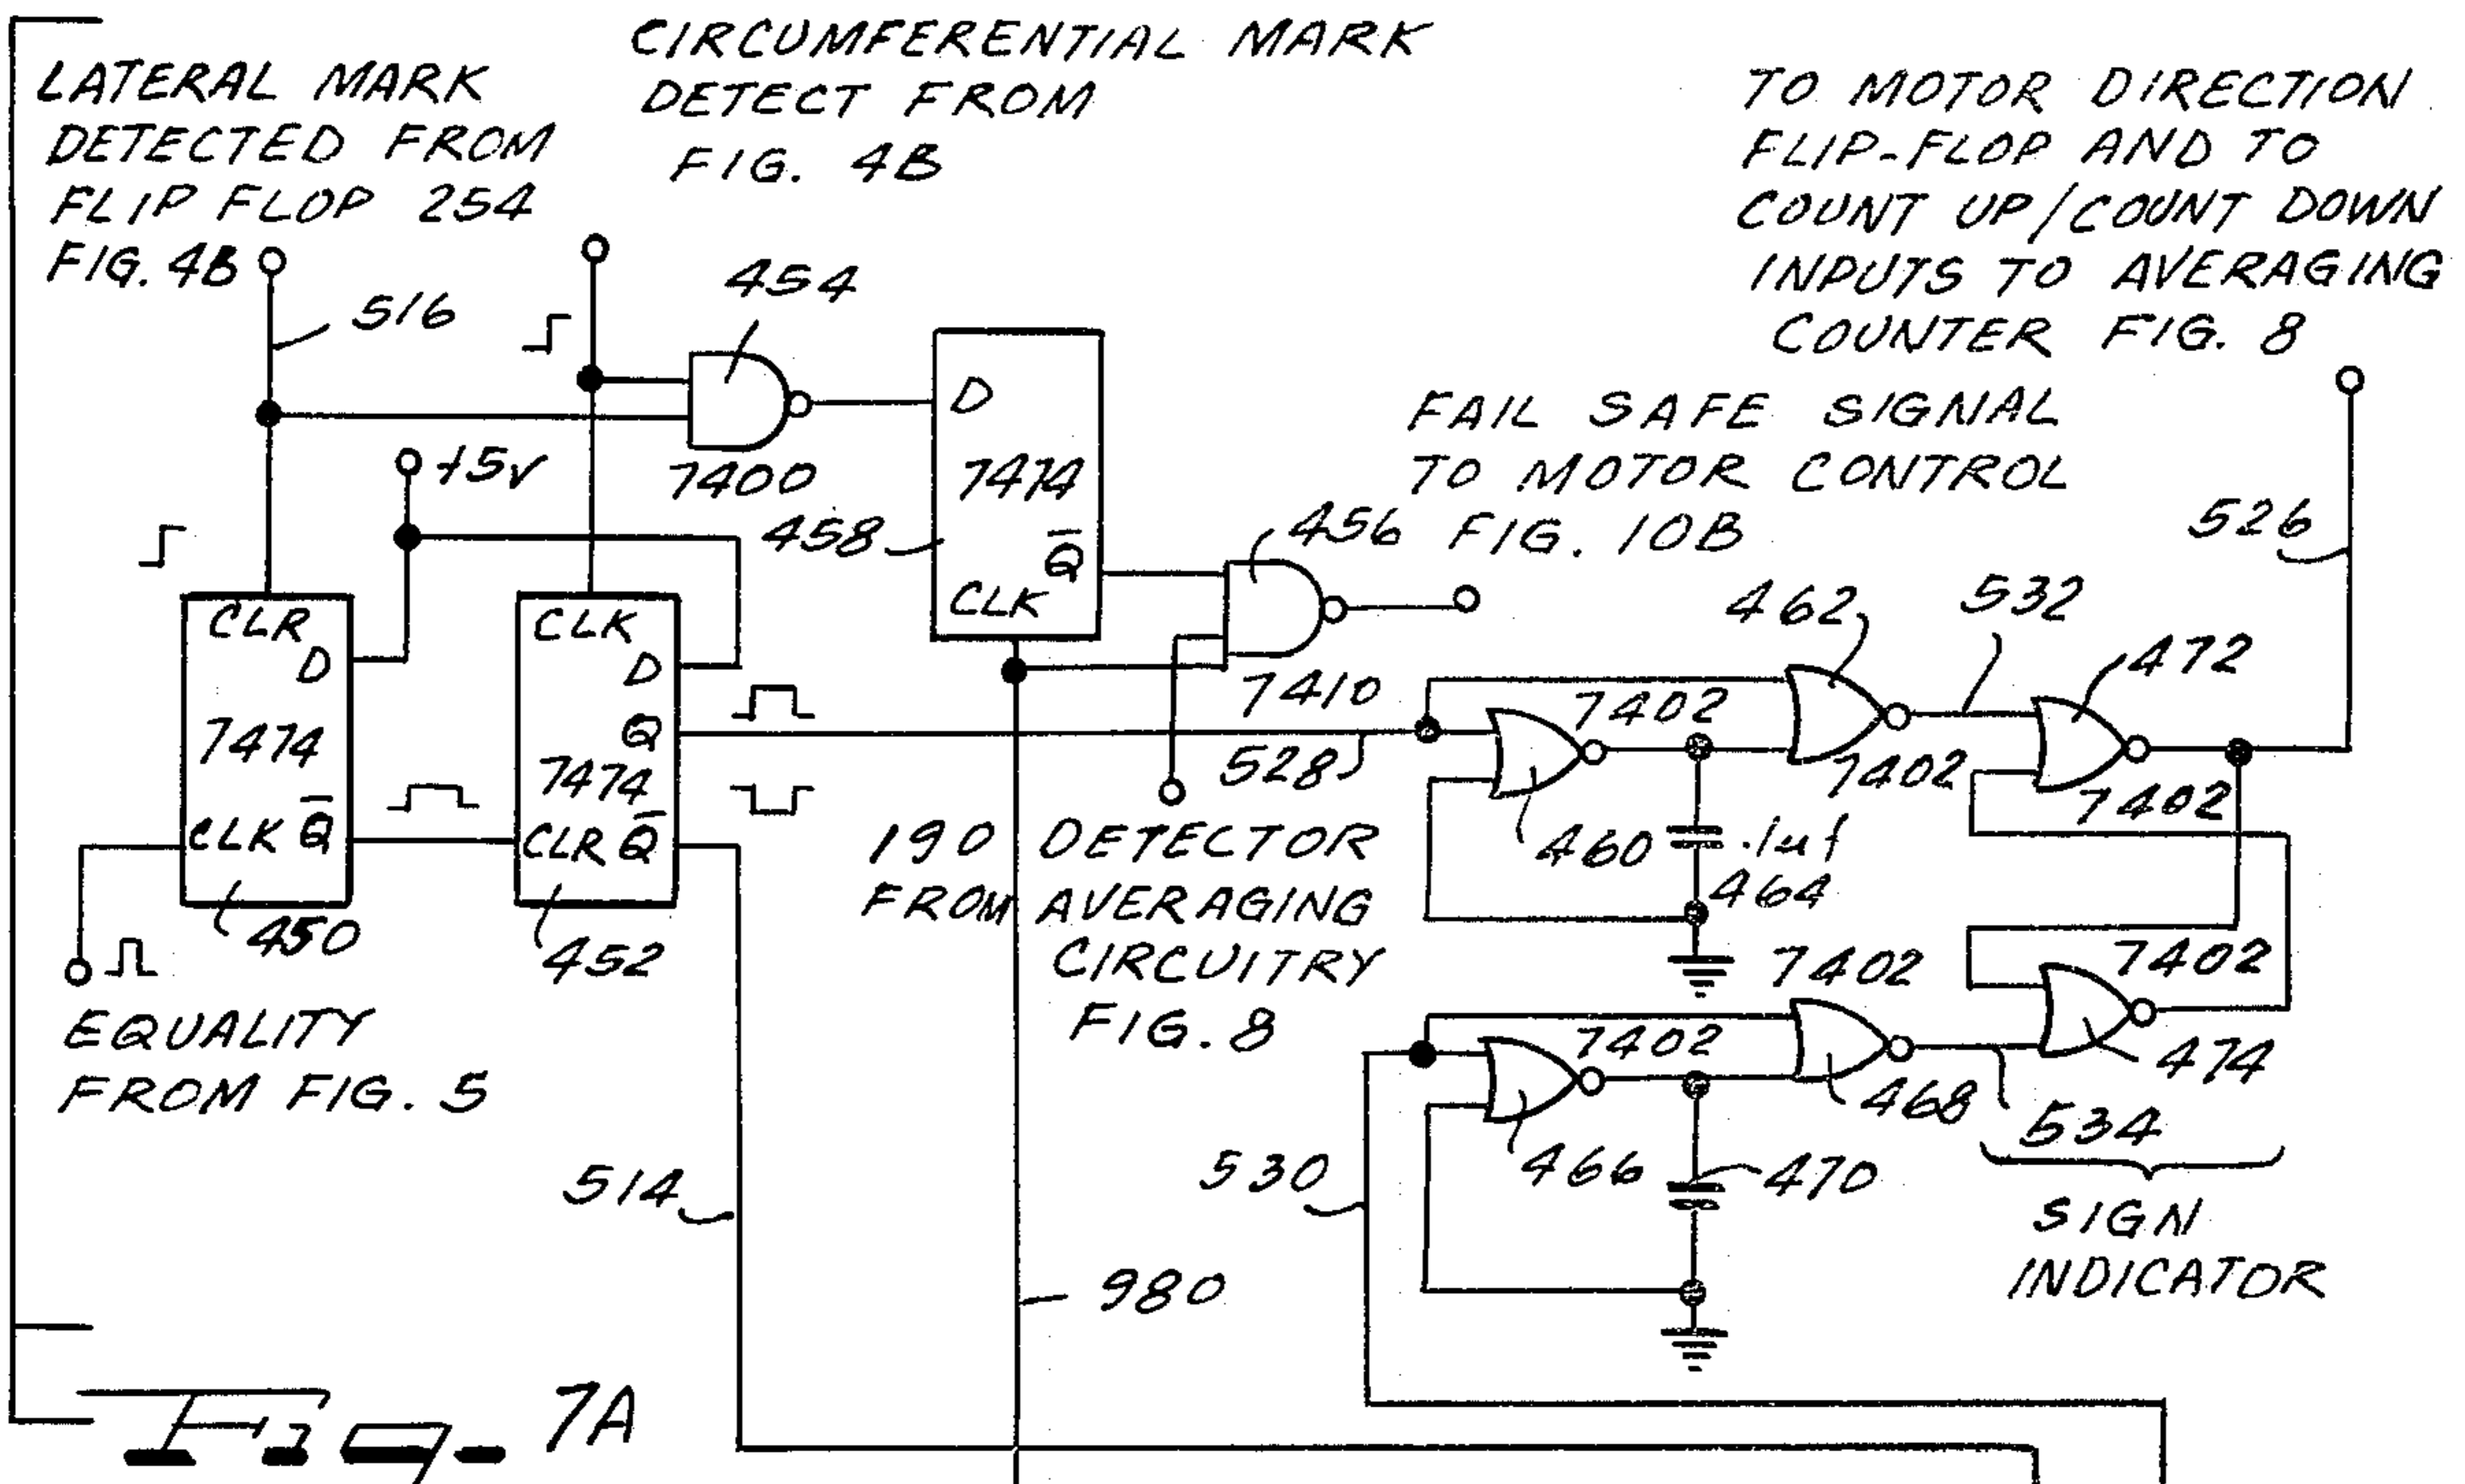 LATERAL MARK
DETECTED FROM
FLIP FLOP 254
FIG. 4B
CIRCUMFERENTIAL MARK
DETECT FROM
FIG. 4B
TO MOTOR DIRECTION
FLIP-FLOP AND TO
COUNT UP/COUNT DOWN
INPUTS TO AVERAGING
COUNTER FIG. 8
516
454
7400
+5v
D
7474
458
Q̅
CLK
FAIL SAFE SIGNAL
TO MOTOR CONTROL
FIG. 10B
456
7410
526
CLR
D
7474
CLK Q̅
450
CLK
D
Q
7474
CLR Q̅
452
EQUALITY
FROM FIG. 5
528
190 DETECTOR
FROM AVERAGING
CIRCUITRY
FIG. 8
462
532
472
7402
7402
7402
460
.1uf
464
7402
7402
7402
466
468
470
474
534
SIGN
INDICATOR
530
514
980
Fig-7A